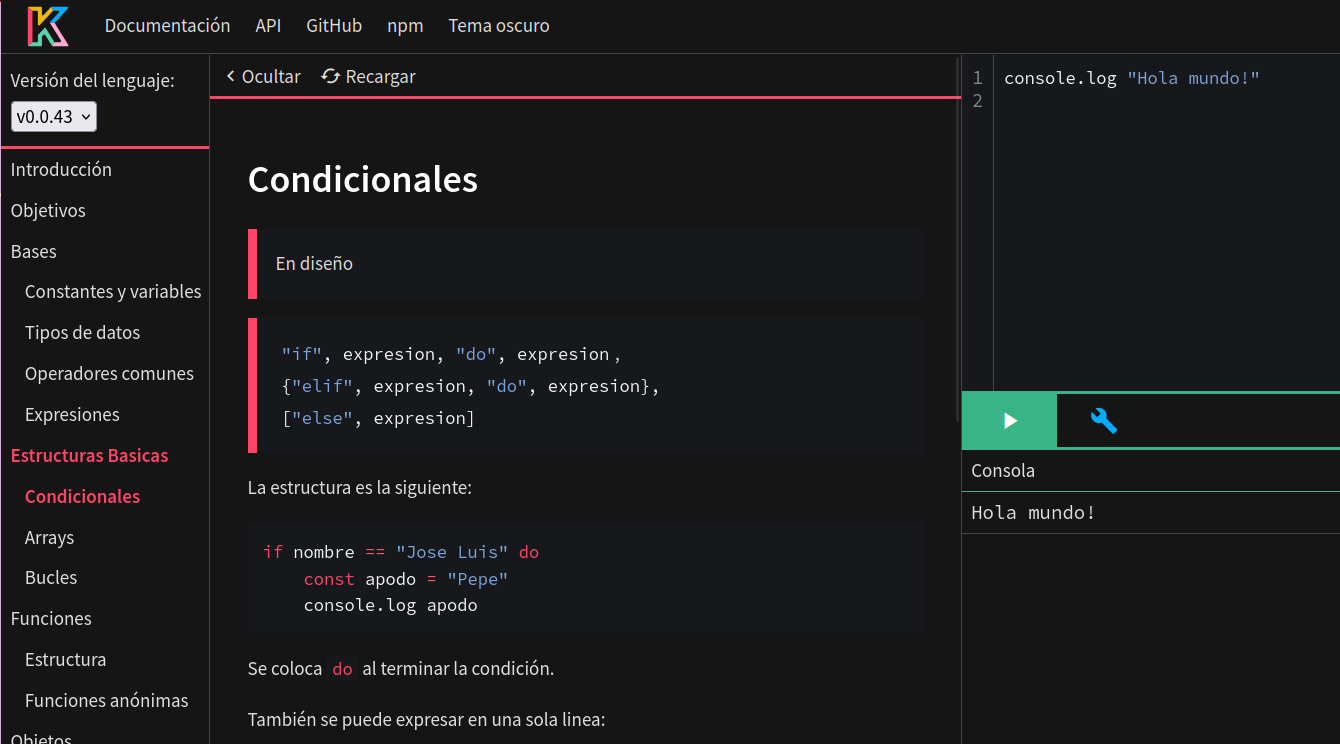 Documentación API GitHub npm Tema oscuro
Versión del lenguaje:
v0.0.43
Introducción
Objetivos
Bases
Constantes y variables
Tipos de datos
Operadores comunes
Expresiones
Estructuras Basicas
Condicionales
Arrays
Bucles
Funciones
Estructura
Funciones anónimas
Objetos
Ocultar Recargar
Condicionales
En diseño
"if", expresion, "do", expresion,
{"elif", expresion, "do", expresion},
["else", expresion]
La estructura es la siguiente:
if nombre == "Jose Luis" do
    const apodo = "Pepe"
    console.log apodo
Se coloca do al terminar la condición.
También se puede expresar en una sola linea:
1 console.log "Hola mundo!"
2
Consola
Hola mundo!